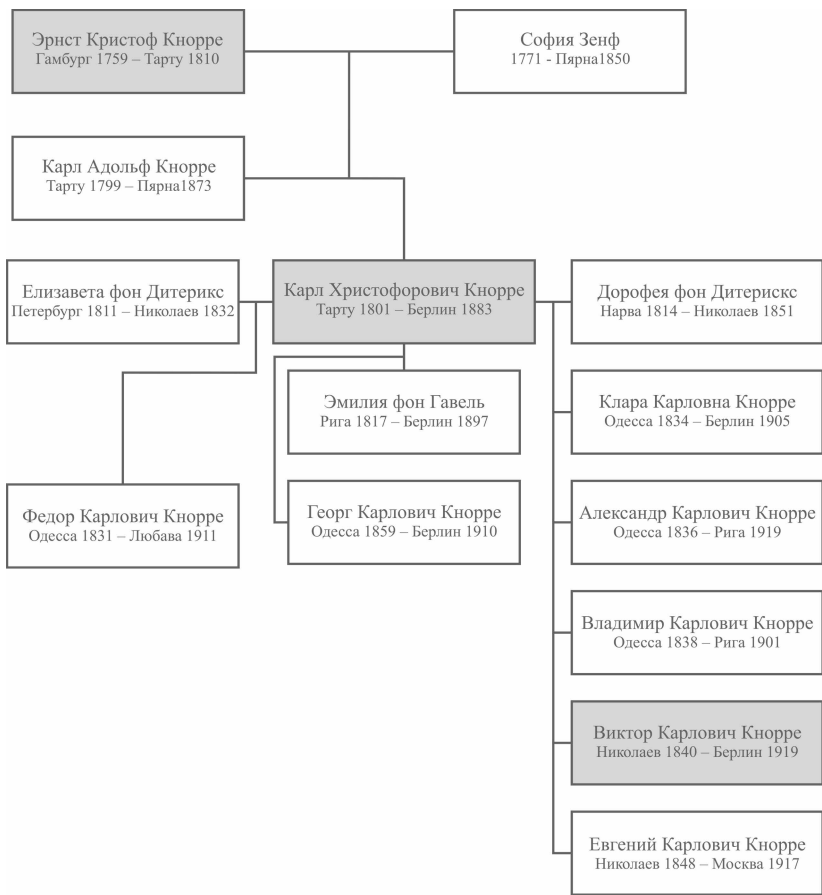 Эрнст Кристоф Кнорре
Гамбург 1759 – Тарту 1810
София Зенф
1771 - Пярна1850
Карл Адольф Кнорре
Тарту 1799 – Пярна1873
Елизавета фон Дитерикс
Петербург 1811 – Николаев 1832
Карл Христофорович Кнорре
Тарту 1801 – Берлин 1883
Дорофея фон Дитерискс
Нарва 1814 – Николаев 1851
Эмилия фон Гавель
Рига 1817 – Берлин 1897
Клара Карловна Кнорре
Одесса 1834 – Берлин 1905
Федор Карлович Кнорре
Одесса 1831 – Любава 1911
Георг Карлович Кнорре
Одесса 1859 – Берлин 1910
Александр Карлович Кнорре
Одесса 1836 – Рига 1919
Владимир Карлович Кнорре
Одесса 1838 – Рига 1901
Виктор Карлович Кнорре
Николаев 1840 – Берлин 1919
Евгений Карлович Кнорре
Николаев 1848 – Москва 1917